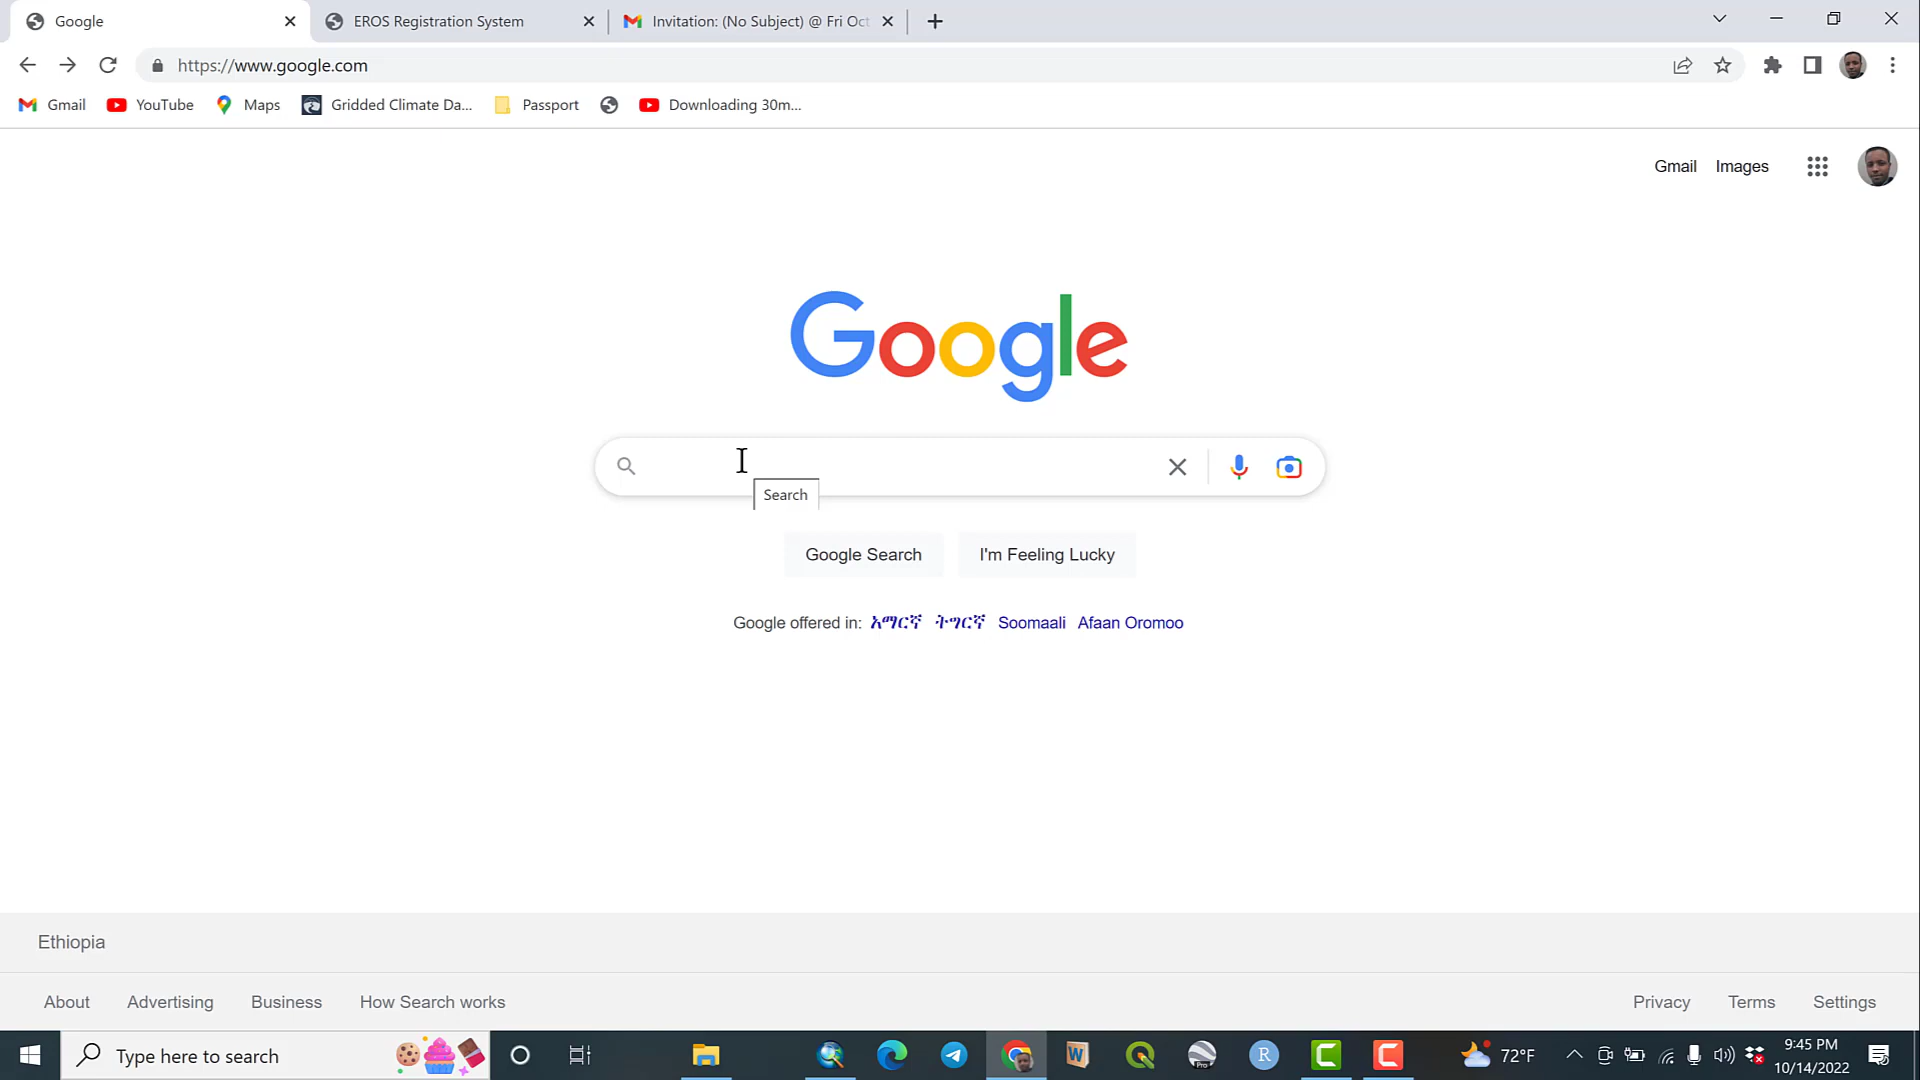 Google
EROS Registration System
Invitation: (No Subject) @ Fri Oct
https://www.google.com
Gmail
YouTube
Maps
Gridded Climate Da...
Passport
Downloading 30m...
Gmail
Images
Google
Search
Google Search
I'm Feeling Lucky
Google offered in: አማርኛ ትግርኛ Soomaali Afaan Oromoo
Ethiopia
About
Advertising
Business
How Search works
Privacy
Terms
Settings
Type here to search
W
Pro
R
C
C
72°F
9:45 PM
10/14/2022